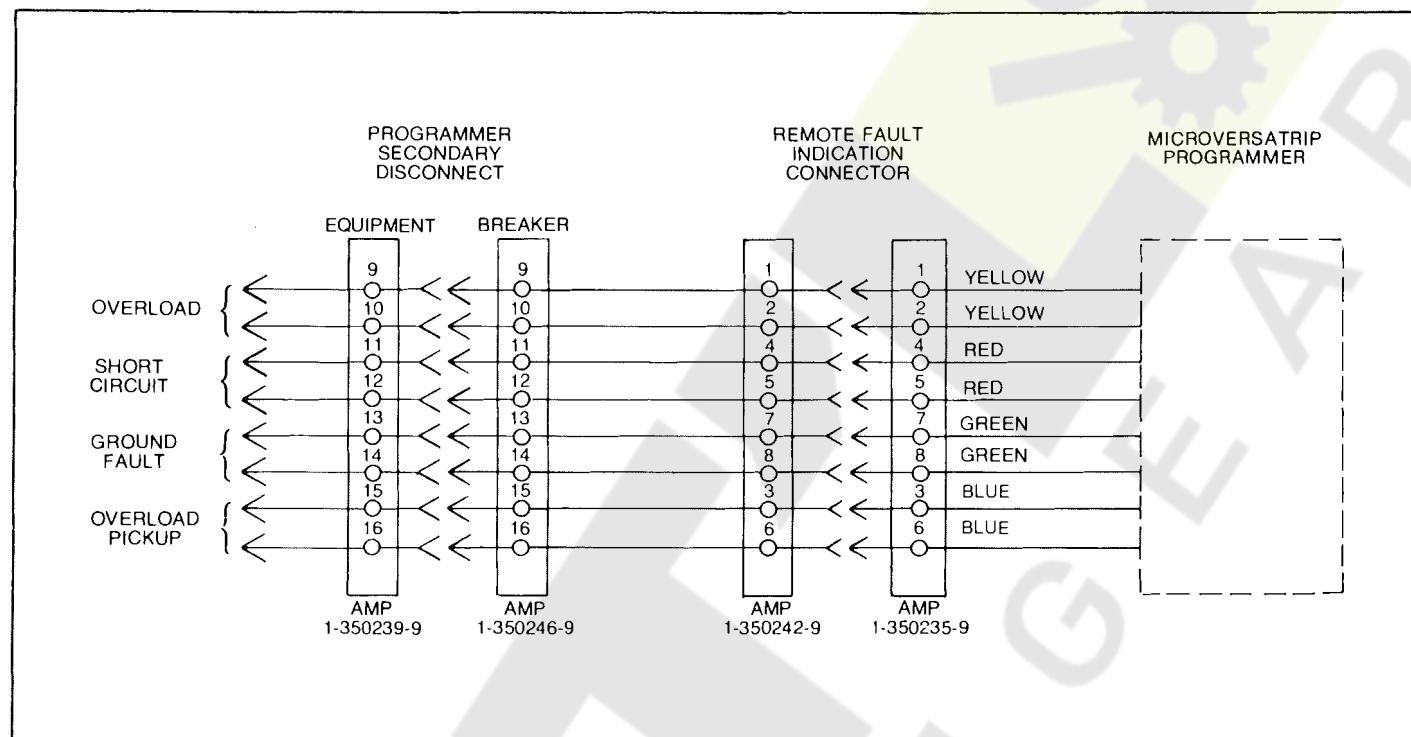 PROGRAMMER
SECONDARY
DISCONNECT
REMOTE FAULT
INDICATION
CONNECTOR
MICROVERSATRIP
PROGRAMMER
EQUIPMENT BREAKER
9 9 1 1 YELLOW
OVERLOAD
10 10 2 2 YELLOW
11 11 4 4 RED
SHORT
CIRCUIT
12 12 5 5 RED
13 13 7 7 GREEN
GROUND
FAULT
14 14 8 8 GREEN
15 15 3 3 BLUE
OVERLOAD
PICKUP
16 16 6 6 BLUE
AMP
1-350239-9
AMP
1-350246-9
AMP
1-350242-9
AMP
1-350235-9